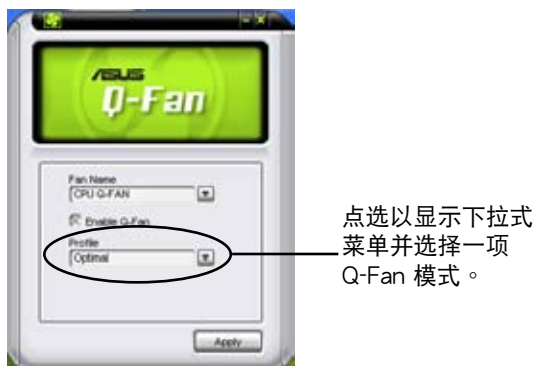 ASUS
Q-Fan
Fan Name
CPU Q-FAN
Enable Q-Fan
Profile
Optimal
点选以显示下拉式
菜单并选择一项
Q-Fan 模式。
Apply